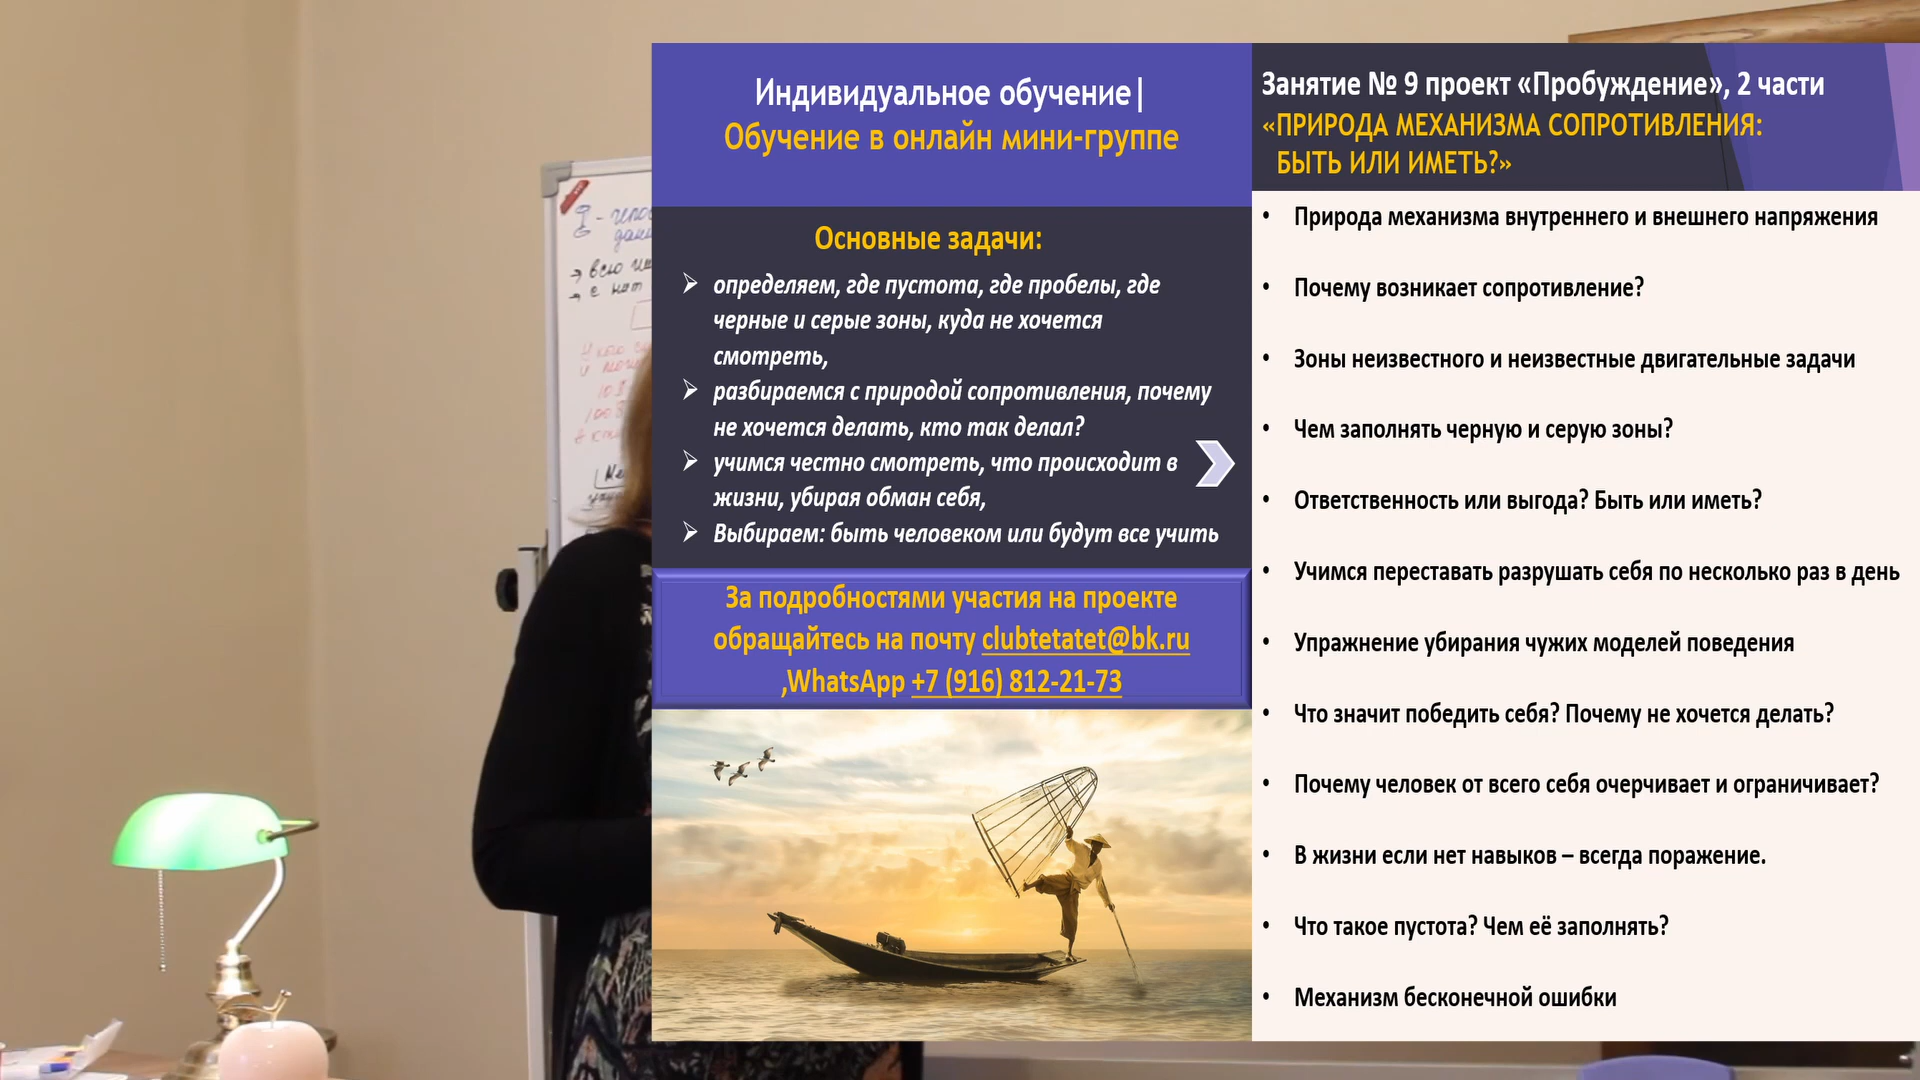 Индивидуальное обучение|
Обучение в онлайн мини-группе
Основные задачи:
определяем, где пустота, где пробелы, где
черные и серые зоны, куда не хочется
смотреть,
разбираемся с природой сопротивления, почему
не хочется делать, кто так делал?
учимся честно смотреть, что происходит в
жизни, убирая обман себя,
Выбираем: быть человеком или будут все учить
За подробностями участия на проекте
обращайтесь на почту clubtetatet@bk.ru
,WhatsApp +7 (916) 812-21-73
Занятие № 9 проект «Пробуждение», 2 части
«ПРИРОДА МЕХАНИЗМА СОПРОТИВЛЕНИЯ:
БЫТЬ ИЛИ ИМЕТЬ?»
• Природа механизма внутреннего и внешнего напряжения
• Почему возникает сопротивление?
• Зоны неизвестного и неизвестные двигательные задачи
• Чем заполнять черную и серую зоны?
• Ответственность или выгода? Быть или иметь?
• Учимся переставать разрушать себя по несколько раз в день
• Упражнение убирания чужих моделей поведения
• Что значит победить себя? Почему не хочется делать?
• Почему человек от всего себя очерчивает и ограничивает?
• В жизни если нет навыков – всегда поражение.
• Что такое пустота? Чем её заполнять?
• Механизм бесконечной ошибки